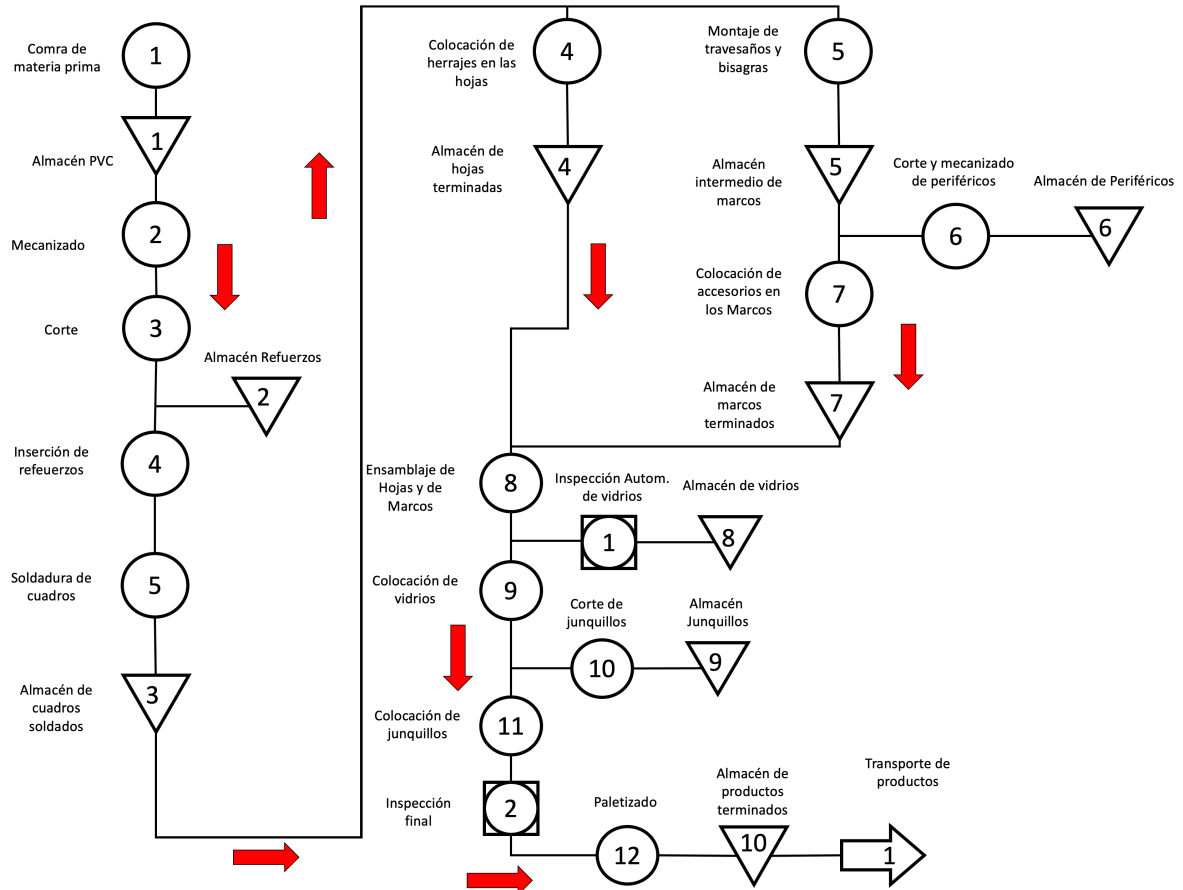 Comra de
materia prima
1
Almacén PVC
1
Mecanizado
2
Corte
3
Almacén Refuerzos
2
Inserción de
refeuerzos
4
Soldadura de
cuadros
5
Almacén de
cuadros
soldados
3
Colocación de
herrajes en las
hojas
4
Almacén de
hojas
terminadas
4
Montaje de
travesaños y
bisagras
5
Almacén
intermedio de
marcos
5
Corte y mecanizado
de periféricos
6
Almacén de Periféricos
6
Colocación de
accesorios en
los Marcos
7
Almacén de
marcos
terminados
7
Ensamblaje de
Hojas y de
Marcos
8
Inspección Autom.
de vidrios
1
Almacén de vidrios
8
Colocación de
vidrios
9
Corte de
junquillos
10
Almacén
Junquillos
9
Colocación de
junquillos
11
Inspección
final
2
Paletizado
12
Almacén de
productos
terminados
10
Transporte de
productos
1